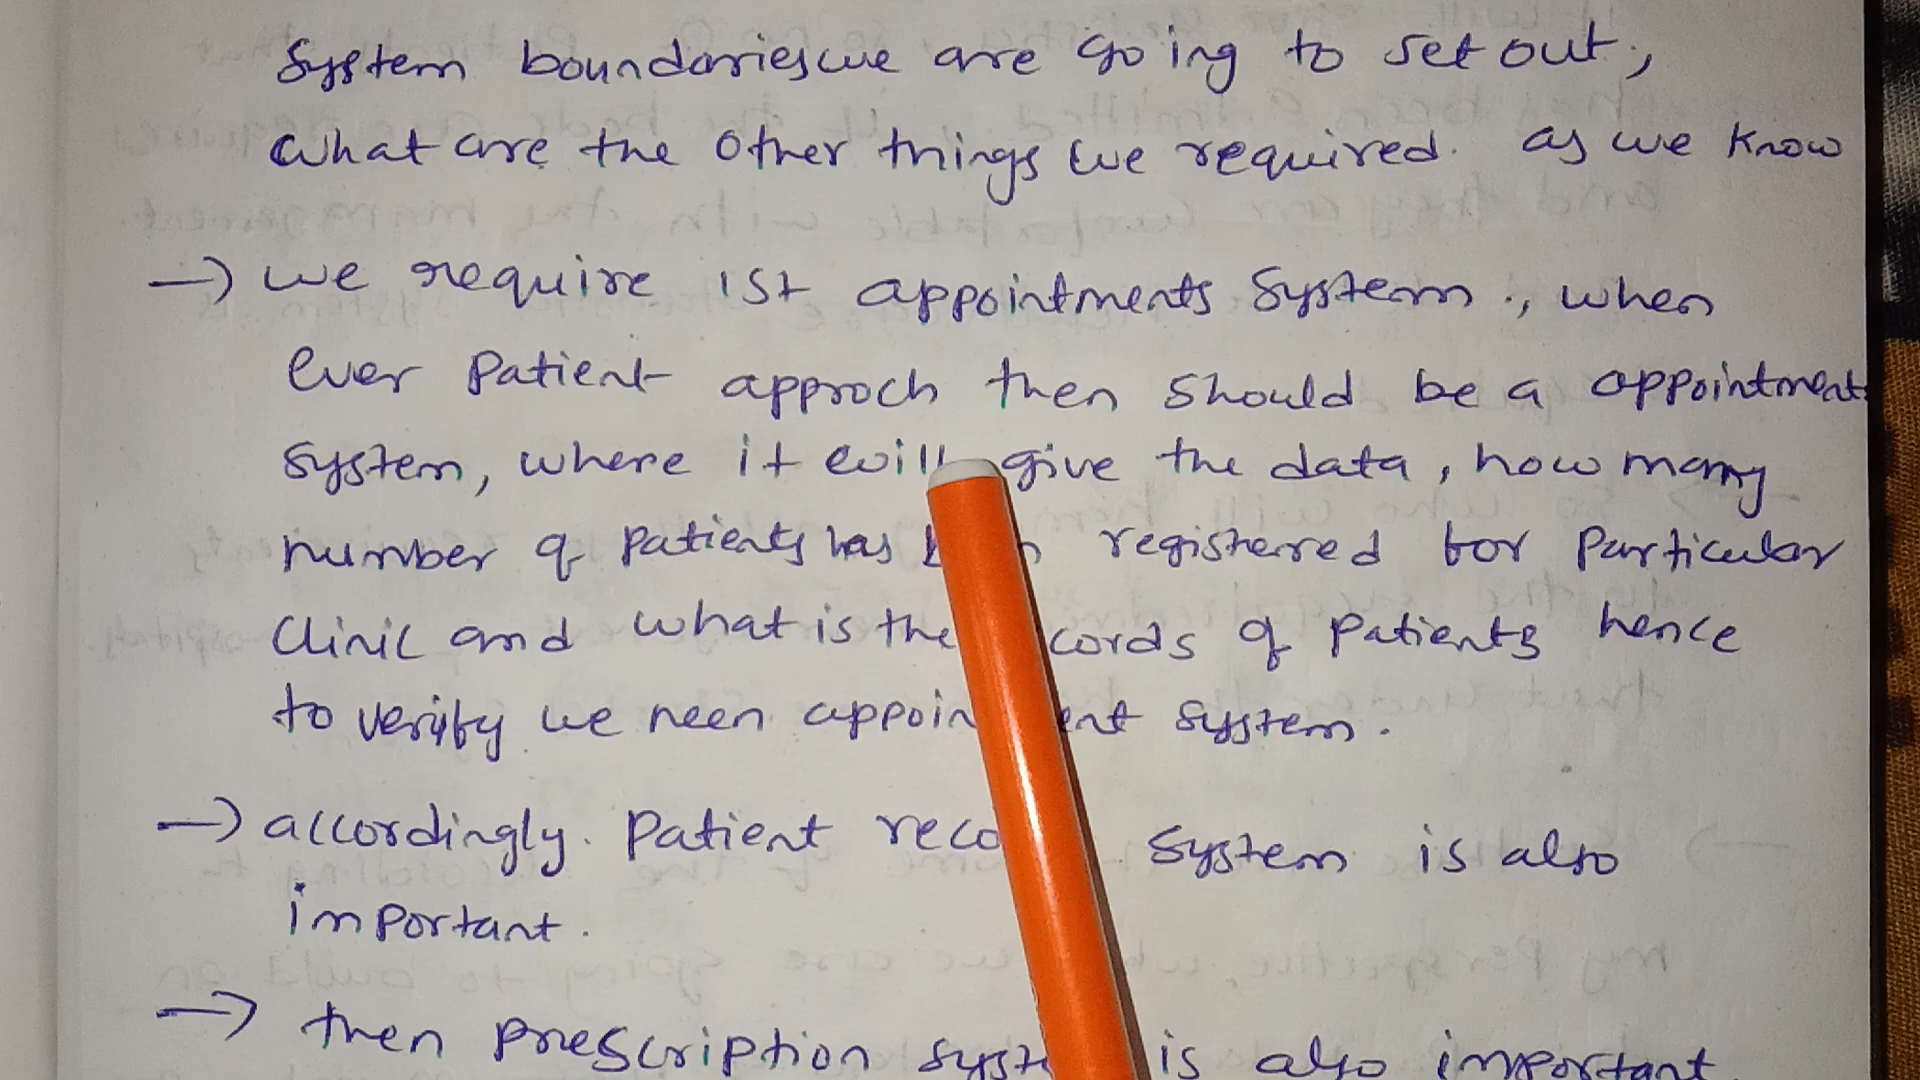 System boundaries we are going to set out,
what are the other things we required. as we know
→ we require 1st appointments system., when
ever patient approch then should be a appointment
system, where it will give the data, how many
number of patients has registerred for particular
clinic and what is the cords of patients hence
to verify we neen appoin ent system.
→ accordingly. patient reco system is also
important.
→ then prescription syst is also important